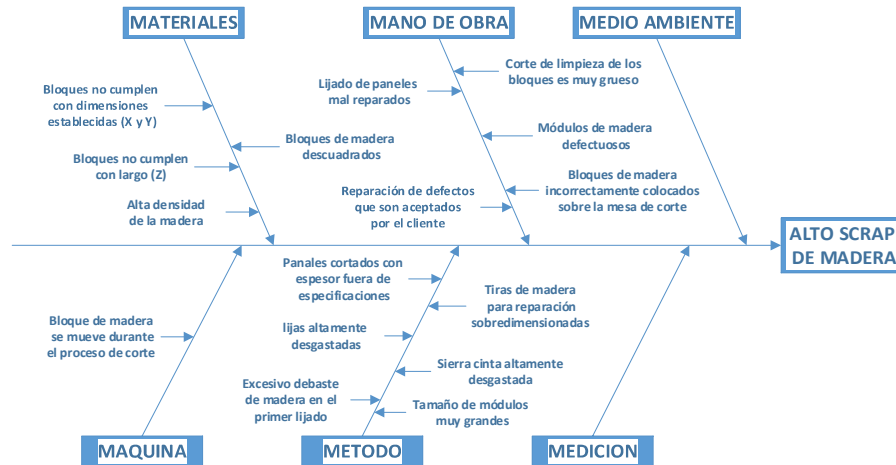 MATERIALES
MANO DE OBRA
MEDIO AMBIENTE
Bloques no cumplen
con dimensiones
establecidas (X y Y)
Bloques de madera
descuadrados
Bloques no cumplen
con largo (Z)
Alta densidad
de la madera
Corte de limpieza de los
bloques es muy grueso
Lijado de paneles
mal reparados
Módulos de madera
defectuosos
Bloques de madera
incorrectamente colocados
sobre la mesa de corte
Reparación de defectos
que son aceptados
por el cliente
ALTO SCRAP
DE MADERA
Panales cortados con
espesor fuera de
especificaciones
Tiras de madera
para reparación
sobredimensionadas
Bloque de madera
se mueve durante
el proceso de corte
lijas altamente
desgastadas
Sierra cinta altamente
desgastada
Excesivo debaste
de madera en el
primer lijado
Tamaño de módulos
muy grandes
MAQUINA
METODO
MEDICION